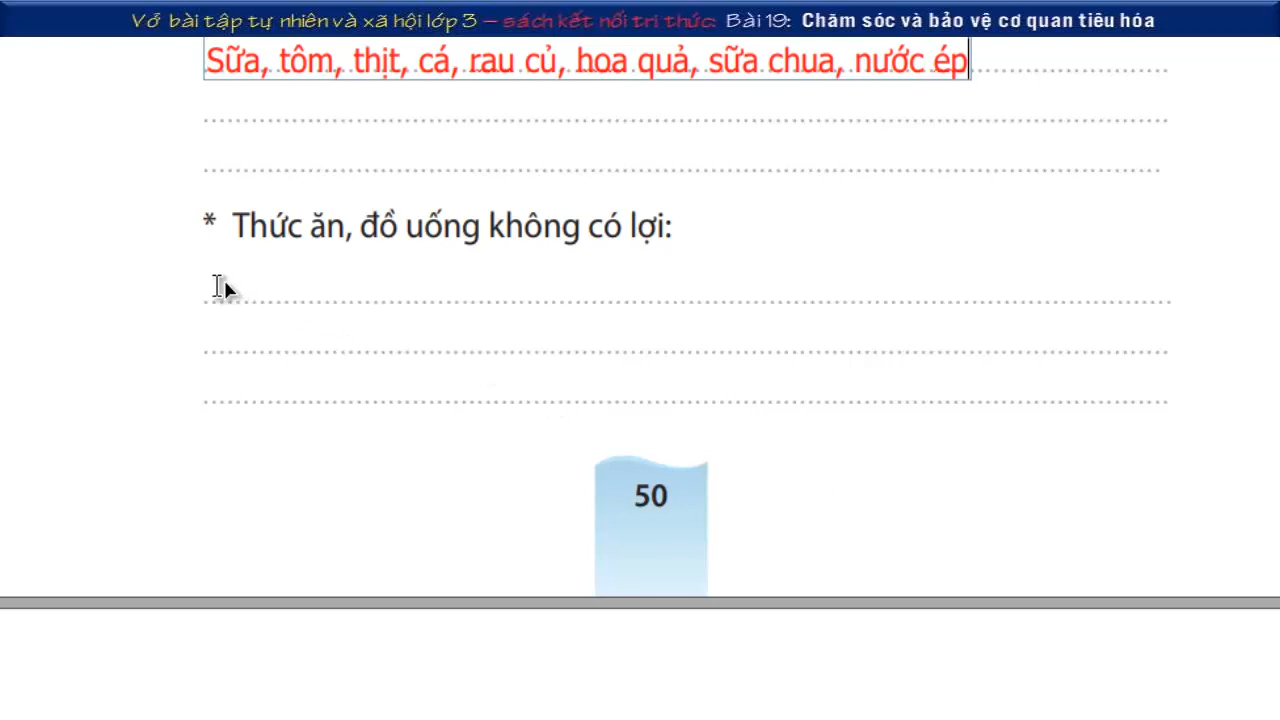 Vở bài tập tự nhiên và xã hội lớp 3 – sách kết nối tri thức: Bài 19: Chăm sóc và bảo vệ cơ quan tiêu hóa
Sữa, tôm, thịt, cá, rau củ, hoa quả, sữa chua, nước ép
* Thức ăn, đồ uống không có lợi:
50